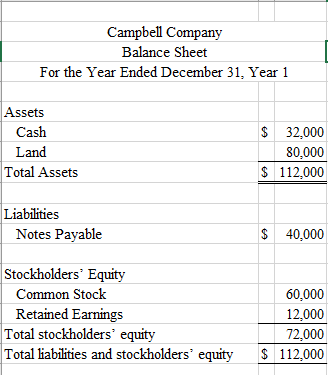 Campbell Company
Balance Sheet
For the Year Ended December 31, Year 1
Assets
Cash $ 32,000
Land 80,000
Total Assets $ 112,000
Liabilities
Notes Payable $ 40,000
Stockholders’ Equity
Common Stock 60,000
Retained Earnings 12,000
Total stockholders’ equity 72,000
Total liabilities and stockholders’ equity $ 112,000